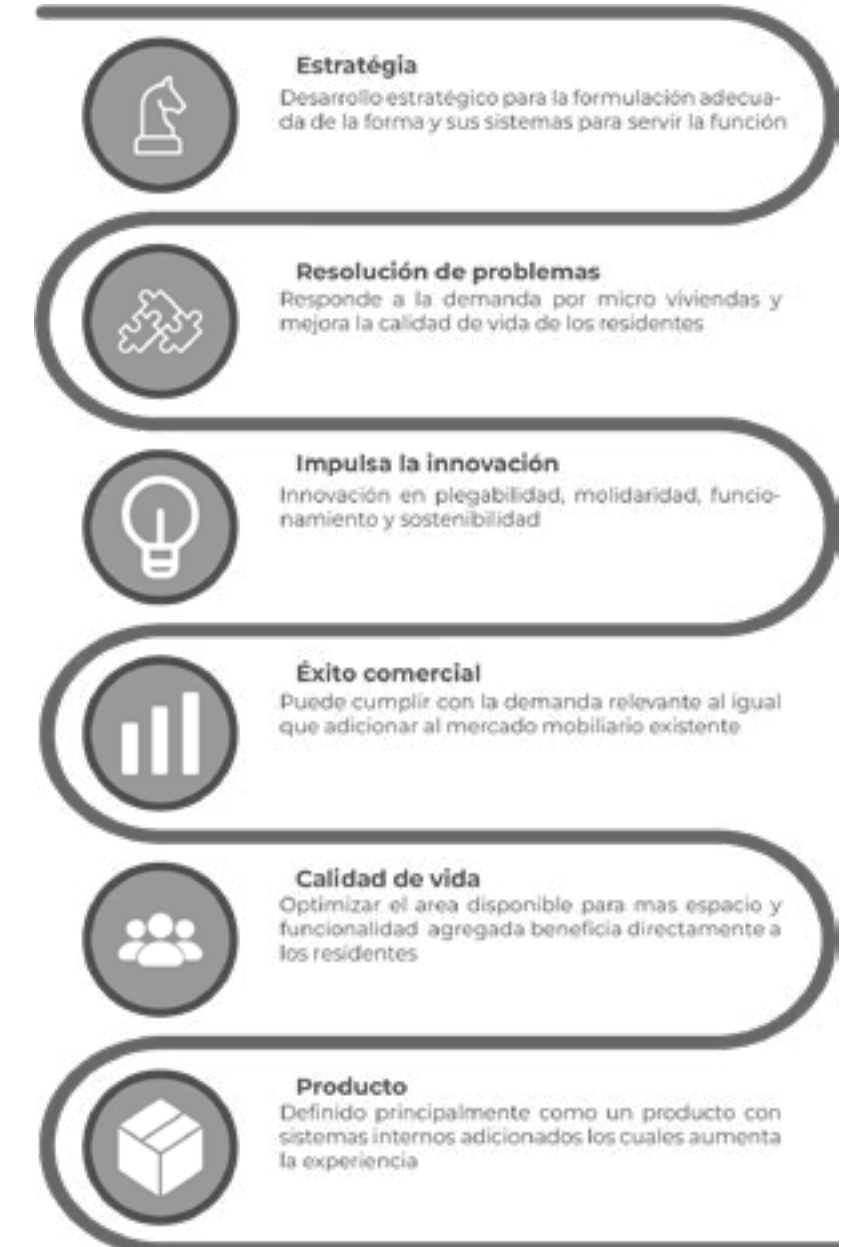 Estratégia
Desarrollo estratégico para la formulación adecua-
da de la forma y sus sistemas para servir la función
Resolución de problemas
Responde a la demanda por micro viviendas y
mejora la calidad de vida de los residentes
Impulsa la innovación
Innovación en plegabilidad, molidaridad, funcio-
namiento y sostenibilidad
Éxito comercial
Puede cumplir con la demanda relevante al igual
que adicionar al mercado mobiliario existente
Calidad de vida
Optimizar el area disponible para mas espacio y
funcionalidad agregada beneficia directamente a
los residentes
Producto
Definido principalmente como un producto con
sistemas internos adicionados los cuales aumenta
la experiencia